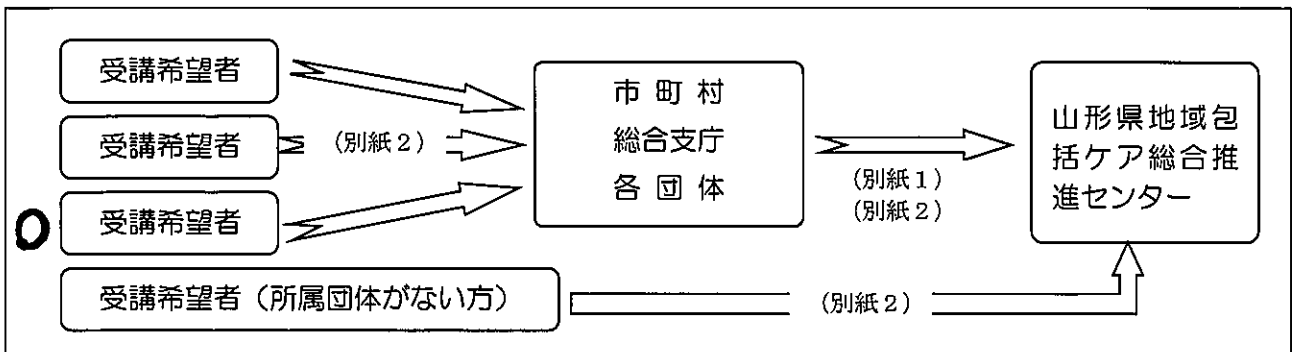 受講希望者
受講希望者
受講希望者
受講希望者（所属団体がない方）
（別紙２）
市町村
総合支庁
各団体
（別紙１）
（別紙２）
山形県地域包
括ケア総合推
進センター
（別紙２）